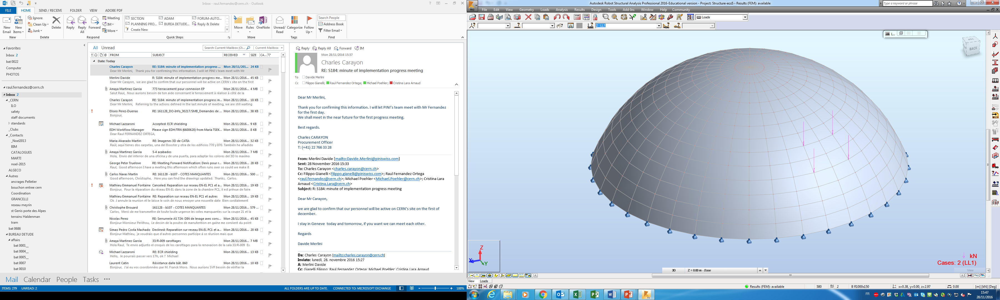 Inbox - raul.fernandez@cern.ch - Outlook
FILE HOME SEND / RECEIVE FOLDER VIEW ADOBE PDF
New Email New Items Ignore Clean Up Junk Delete Reply Reply All Forward Meeting IM More
SECTION ADAM FORUM-AUTO...
PLANNING PRO... BUREA DETUDE... Reply & Delete
Create New
Move Rules OneNote Unread/ Read Categorize Follow Up Search People Address Book Filter Email
New Delete Respond Quick Steps Move Tags Find
Favorites
Inbox 2
bat 0022
Computer
PHOTOS
raul.fernandez@cern.ch
Inbox 2
_CERN
ILO
safety
staff documents
standards
_Clubs
_Contacts
_Noel2013
BIM
CATALOGUES
MARTI
noel-2015
ALGECO
Autres
ancrages Pelletier
bouchon entree cern
Coordination
GRANCELLI
reseau meyrin
st Genis porte des Alpes
terrains Haldenman
tram
bat 0686
BUREAU DETUDE
affairs
bat 0001__
bat 0004__
bat 0005__
bat 0007
bat 0010
All Unread Search Current Mailbox (Ct... Current Mailbox
FROM SUBJECT RECEIVED SIZE CA...
Date: Today
Charles Carayon RE: S184: minute of implementation progress ... Mon 28/11/201... 24 KB
Dear Mr Merlini, Thank you for confirming this information. I will let PINI's team meet with Mr
Merlini Davide R: S184: minute of implementation progress me... Mon 28/11/2016... 45 KB
Dear Mr Carayon, we are glad to confirm that our personnel will be active on CERN's site on the first
Amaya Martinez Garcia 773 terrassement pour connexion EP Mon 28/11/2016... 4 MB
Salut Raul, Nous aurions besoin de ton aide concernant le terrassement à réaliser à côté de la
Charles Carayon RE: S184: minute of implementation progress m... Mon 28/11/2016... 18 KB
Dear Mr Merlini, Referring to the actions defined in the last minute of meeting, we are still waiting
Eliseo Perez-Duenas RE: 161128_DO-Info_30217/SMB_Demandes de ... Mon 28/11/2016... 38 KB
Bonjour,
Michael Lazzaroni Accepted: ECR shielding Mon 28/11/2016... 9 KB
EDH Workflow Manager Please sign EDH/TRN (6600620) from Maria TSEK... Mon 28/11/2016... 8 KB
Dear Raul FERNANDEZ ORTEGA,
Maria Alvarado Martin RE: Imagenes 3D de CATIA Mon 28/11/2016... 32 KB
Raúl, aquí tienes dos carpetas, una del Booster y otra de los edificios 770 y 870. También he añadido
Amaya Martinez Garcia 5-4 acabados Mon 28/11/2016... 7 MB
Hola, Envio del interior de una oficina y de una puerta, para adaptar los colores del 3D lo maximo
George Peter Truelove RE: Meeting Forward Notification: Devis pour r... Mon 28/11/2016... 28 KB
Raul, Good afternoon I have a meeting this afternoon which often runs over so could we make it
Carlos Navas Martin RE: 161128 - b107 - COTES MANQUANTES Mon 28/11/2016... 500 ...
Good afternoon, Christophe, Here you can find the drawings updated. Thanks, Carlos.
Mathieu Emmanuel Fontaine Canceled: Reparation sur reseau EN-EL PC1 et a... Mon 28/11/2016... 19 KB
Bonjour, Pour la réparation du réseau EN-EL dans la zone de la chambre PC1, il est prévue de faire
Mathieu Emmanuel Fontaine RE: Reparation sur reseau EN-EL PC1 et autres Mon 28/11/2016... 19 KB
Ok J annule la reunion et te laisse le soin de nous envoyer une nouvelle date Bien cordialement
Christophe Brouard 161128 - b107 - COTES MANQUANTES Mon 28/11/2016... 579 ...
Carlos, Merci de me transmettre de toute toute urgence les cotes manquantes sur la coupe 21 et la
Nicolas Perez RE: Serrurerie AS 724: DIN de levage avec cons... Mon 28/11/2016... 45 KB
Bonjour Monsieur Perilhou, Le dessin de la poutre de manutention en gaine me convient du point
Simao Pedro Costa Machado Declined: Reparation sur reseau EN-EL PC1 et a... Mon 28/11/2016... 20 KB
Bonjour Mathieu, je voudrais que d'autres personnes participe à ce réunion mais que
Amaya Martinez Garcia 33/R-009 carottages Mon 28/11/2016... 7 MB
Hola Raul, Te envio adjunto el croquis de los carottages para la renovacion de la sala 33/R-009 Es
Michael Lazzaroni RE: ECR shielding Mon 28/11/2016... 13 KB
Hello, Je pourrais passer vers 17h, ok ? Michael
Laurent Catin Résistance dalle bât. 860 Mon 28/11/2016... 10 KB
Bonjour, J'ai eu vos coordonnées par M. Franck Moro. Nous aurions SVP besoin de vérifier la
Reply Reply All Forward IM
Mon 28/11/2016 15:37
Charles Carayon
RE: S184: minute of implementation progress meeting
To Davide Merlini
Cc Filippo Gianelli; Raul Fernandez Ortega; Michael Poehler; Cristina Lara Arnaud
Dear Mr Merlini,
Thank you for confirming this information. I will let PINI's team meet with Mr Fernandez
for the first day.
We shall meet in the near future for the first progress meeting.
Best regards.
Charles CARAYON
Procurement Officer
T: (+41) 22 766 33 28
From: Merlini Davide [mailto:Davide.Merlini@piniswiss.com]
Sent: 28 November 2016 15:33
To: Charles Carayon <charles.carayon@cern.ch>
Cc: Filippo Gianelli <filippo.gianelli@piniswiss.com>; Raul Fernandez Ortega
<raul.fernandez@cern.ch>; Michael Poehler <Michael.Poehler@cern.ch>; Cristina Lara
Arnaud <Cristina.Lara@cern.ch>
Subject: R: S184: minute of implementation progress meeting
Dear Mr Carayon,
we are glad to confirm that our personnel will be active on CERN's site on the first of
december.
I stay in Geneve today and tomorrow, if you want we can meet each other.
Regards
Davide Merlini
Da: Charles Carayon [mailto:charles.carayon@cern.ch]
Inviato: lunedì, 28. novembre 2016 15:27
A: Merlini Davide
Cc: Gianelli Filippo; Raul Fernandez Ortega; Michael Poehler; Cristina Lara Arnaud
Mail Calendar People Tasks
ITEMS: 279 UNREAD: 2 ALL FOLDERS ARE UP TO DATE. CONNECTED TO: MICROSOFT EXCHANGE 100%
Autodesk Robot Structural Analysis Professional 2016-Educational version - Project: Structure-ecx5 - Results (FEM): available
Type a keyword or phrase
PRO File Edit View Geometry Loads Analysis Results Design Tools Add-Ins Window Help Community
Loads
2 : LL1
L...
TOP
BACK
Z
X
Y
kN
Cases: 2 (LL1)
3D Z = 0.00 m - Base
View
View Loads
Results (FEM): available 580 2 B R1000x150 x=0.38, y=0.00, z=2.97 0.00 [m] [kN] [Deg]
FR
15:47
28/11/2016